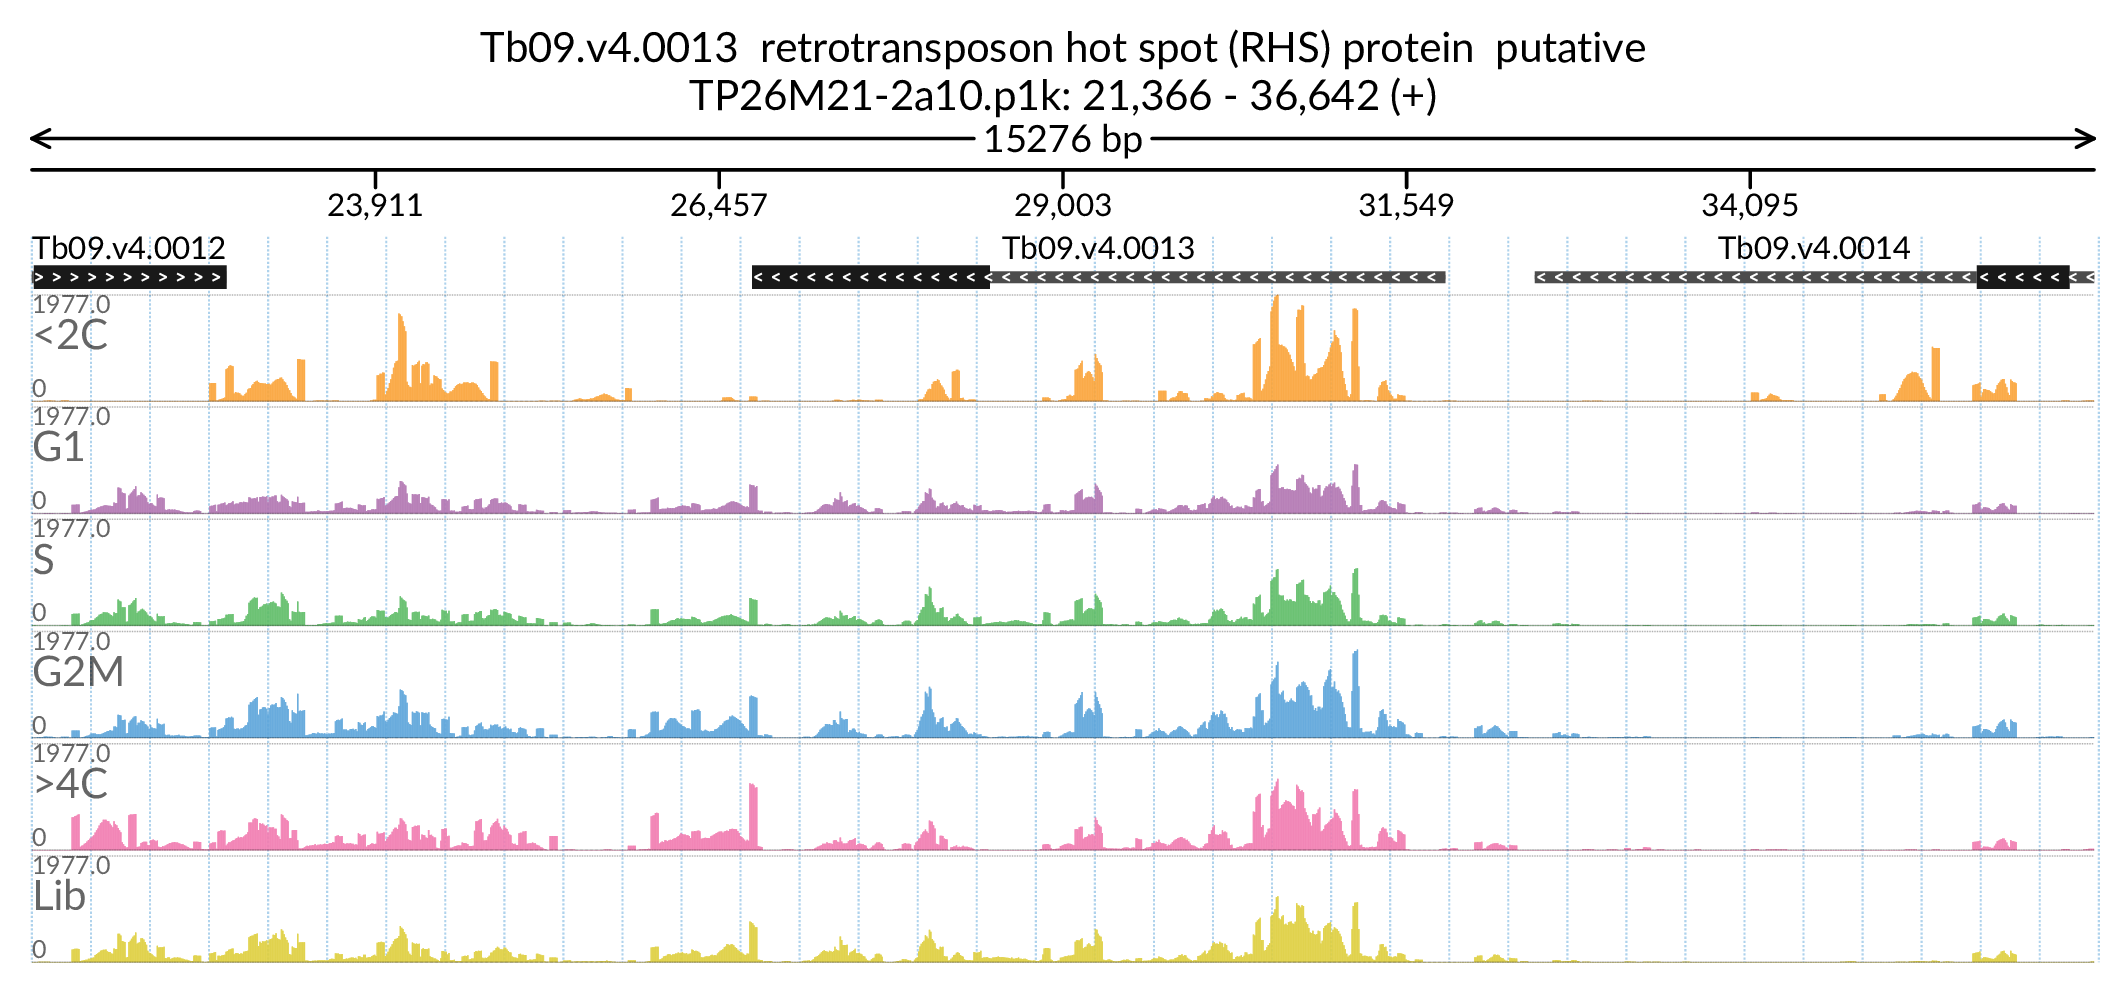 Tb09.v4.0013  retrotransposon hot spot (RHS) protein  putative
TP26M21-2a10.p1k: 21,366 - 36,642 (+)
15276 bp
23,911 26,457 29,003 31,549 34,095
Tb09.v4.0012 Tb09.v4.0013 Tb09.v4.0014
1977.0
<2C
0
1977.0
G1
0
1977.0
S
0
1977.0
G2M
0
1977.0
>4C
0
1977.0
Lib
0